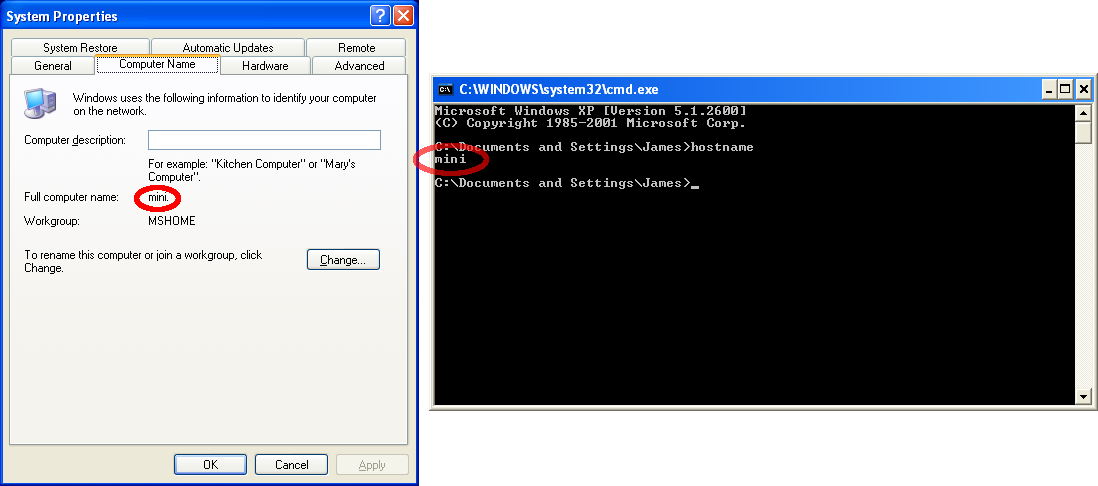 System Properties
System Restore Automatic Updates Remote
General Computer Name Hardware Advanced
Windows uses the following information to identify your computer
on the network.
Computer description:
For example: "Kitchen Computer" or "Mary's
Computer".
Full computer name: mini.
Workgroup: MSHOME
To rename this computer or join a workgroup, click
Change.
Change...
OK Cancel Apply
C:\WINDOWS\system32\cmd.exe
Microsoft Windows XP [Version 5.1.2600]
(C) Copyright 1985-2001 Microsoft Corp.
C:\Documents and Settings\James>hostname
mini
C:\Documents and Settings\James>_